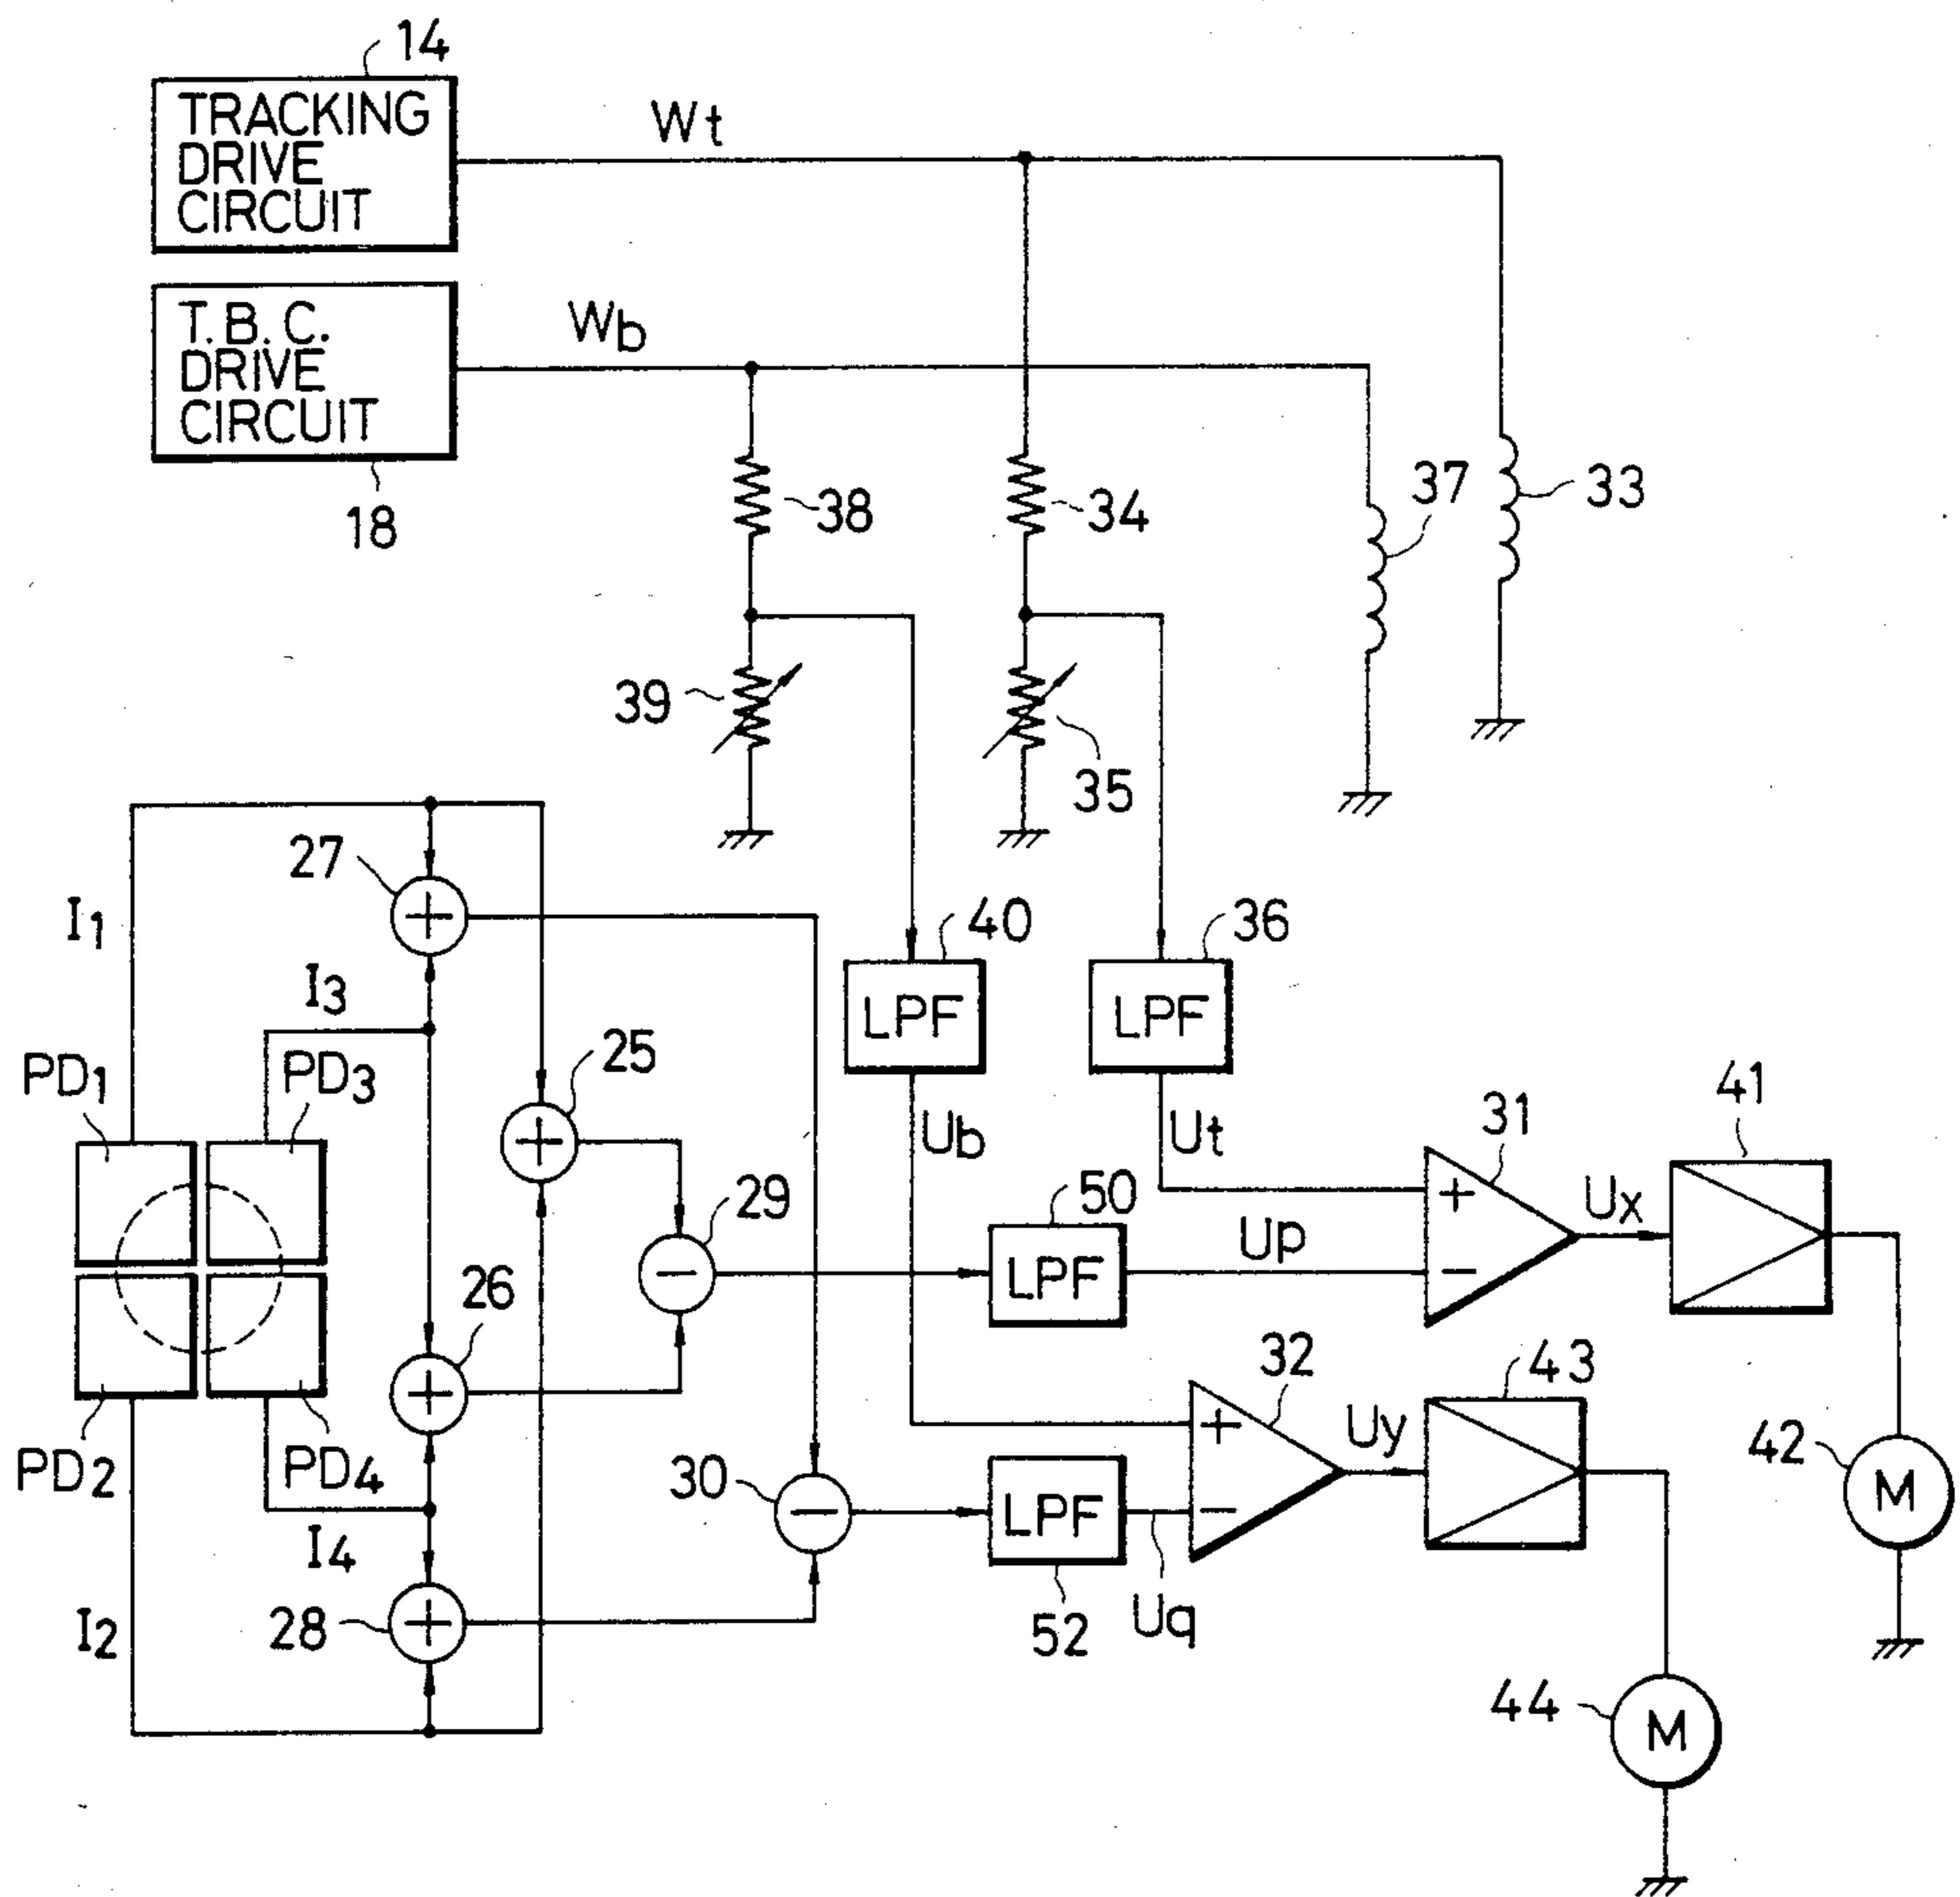 14
TRACKING
DRIVE
CIRCUIT
Wt
T.B.C.
DRIVE
CIRCUIT
Wb
18
38
34
37
33
39
35
27
I1
I3
40
36
LPF
LPF
PD1
PD3
25
Ub
Ut
31
41
29
50
Up
Ux
+
−
LPF
26
32
43
PD2
PD4
30
Uy
42
M
+
−
LPF
I4
28
52
Uq
I2
44
M